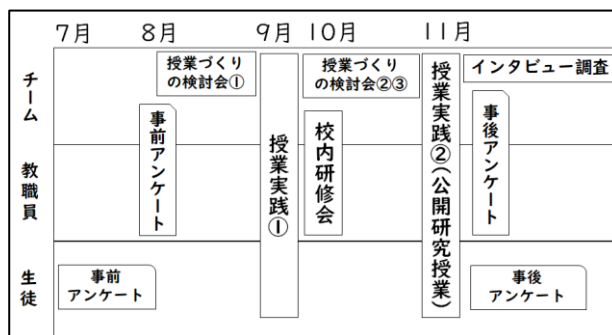 7月 8月 9月 10月 11月
チーム
授業づくり
の検討会①
授業づくり
の検討会②③
インタビュー調査
事前アンケート
授業実践①
校内研修会
授業実践②(公開研究授業)
事後アンケート
教職員
生徒
事前
アンケート
事後
アンケート